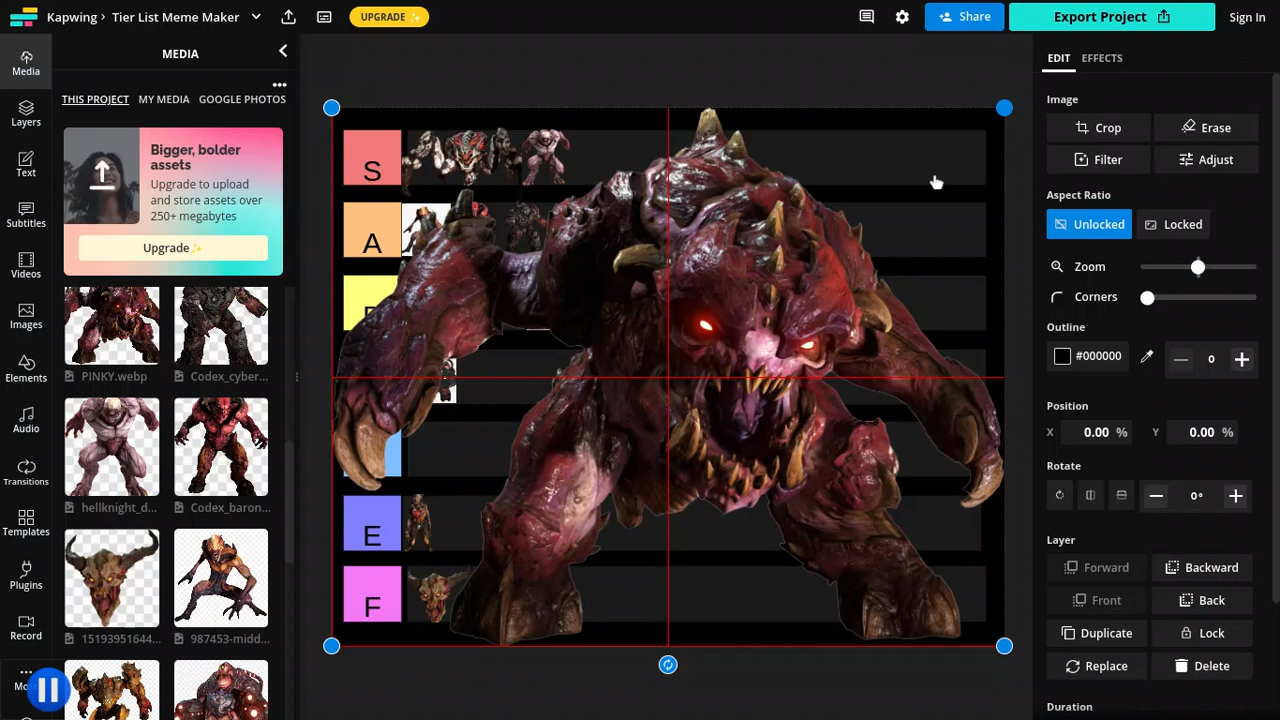 Kapwing › Tier List Meme Maker
UPGRADE ✨
Share
Export Project
Sign In
Media
Layers
Text
Subtitles
Videos
Images
Elements
Audio
Transitions
Templates
Plugins
Record
MEDIA
THIS PROJECT
MY MEDIA
GOOGLE PHOTOS
Bigger, bolder
assets
Upgrade to upload
and store assets over
250+ megabytes
Upgrade ✨
PINKY.webp
Codex_cyber...
hellknight_d...
Codex_baron...
15193951644...
987453-midd...
S
A
E
F
EDIT
EFFECTS
Image
Crop
Erase
Filter
Adjust
Aspect Ratio
Unlocked
Locked
Zoom
Corners
Outline
#000000
0
Position
X 0.00 %
Y 0.00 %
Rotate
0°
Layer
Forward
Backward
Front
Back
Duplicate
Lock
Replace
Delete
Duration